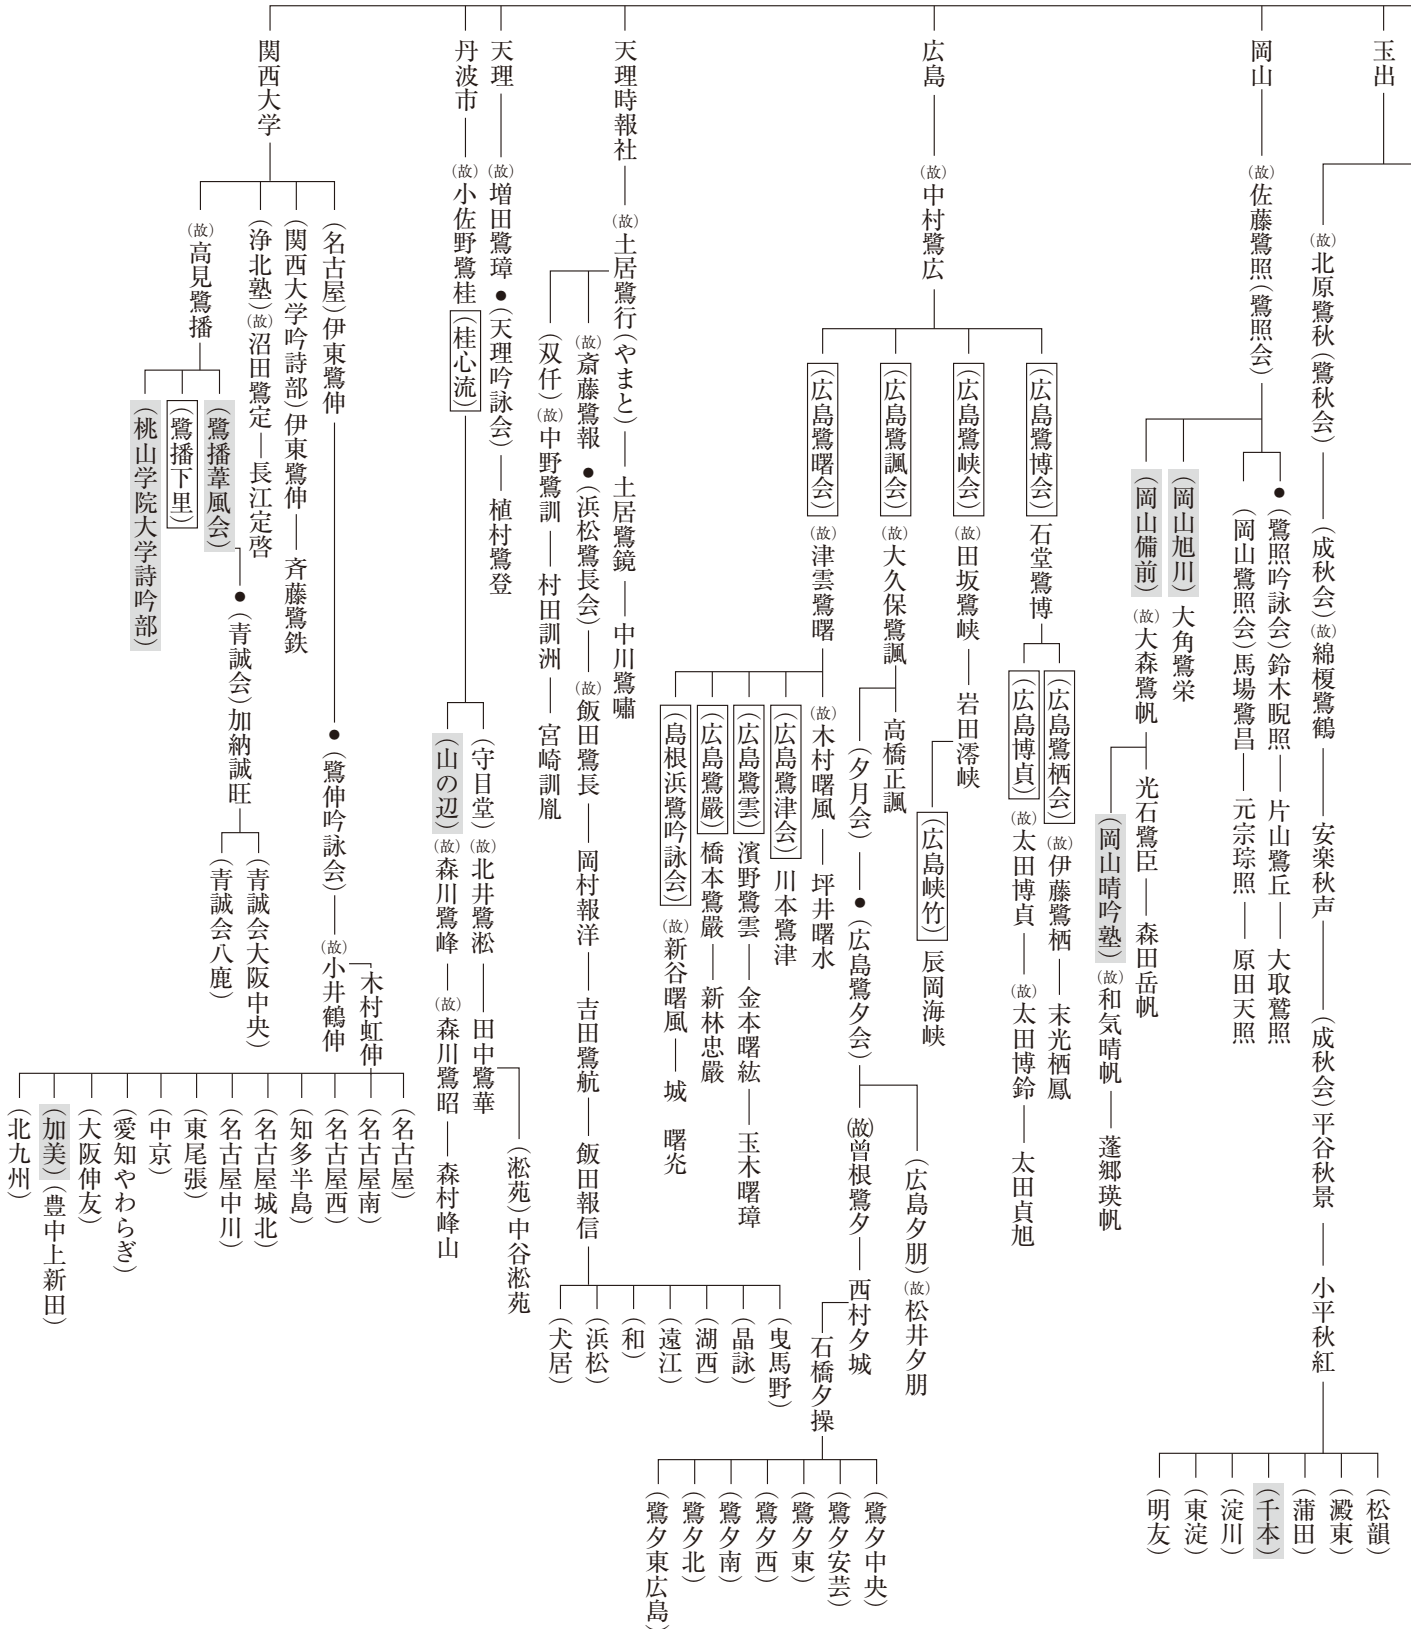 玉出
(故)北原鷺秋(鷺秋会)
(成秋会)(故)綿榎鷺鶴
安楽秋声
(成秋会)平谷秋景
小平秋紅
(松韻)
(澱東)
(蒲田)
(千本)
(淀川)
(東淀)
(明友)
岡山
(故)佐藤鷺照(鷺照会)
●(鷺照吟詠会)鈴木睨照
片山鷺丘
大取鷲照
(岡山鷺照会)馬場鷺昌
元宗琮照
原田天照
(岡山旭川)大角鷺栄
(岡山備前)(故)大森鷺帆
光石鷺臣
森田岳帆
(岡山晴吟塾)(故)和気晴帆
蓬郷瑛帆
広島
(故)中村鷺広
(広島鷺博会)石堂鷺博
(広島鷺栖会)(故)伊藤鷺栖
末光栖鳳
(広島博貞)(故)太田博貞
(故)太田博鈴
太田貞旭
(広島鷺峡会)(故)田坂鷺峡
岩田澪峡
(広島峡竹)辰岡海峡
(広島鷺諷会)(故)大久保鷺諷
高橋正諷
(夕月会)
●(広島鷺夕会)
(広島夕朋)(故)松井夕朋
(故)曽根鷺夕
西村夕城
石橋夕操
(鷺夕中央)
(鷺夕安芸)
(鷺夕東)
(鷺夕西)
(鷺夕南)
(鷺夕北)
(鷺夕東広島)
(広島鷺曙会)(故)津雲鷺曙
(故)木村曙風
坪井曙水
(広島鷺津会)川本鷺津
(広島鷺雲)濱野鷺雲
金本曙紘
玉木曙璋
(広島鷺嚴)橋本鷺嚴
新林忠嚴
(島根浜鷺吟詠会)(故)新谷曙風
城 曙炎
天理時報社
(故)土居鷺行(やまと)
土居鷺鏡
中川鷺嘯
(故)斎藤鷺報
●(浜松鷺長会)
(故)飯田鷺長
岡村報洋
吉田鷺航
飯田報信
(曳馬野)
(晶詠)
(湖西)
(遠江)
(和)
(浜松)
(犬居)
(双仟)(故)中野鷺訓
村田訓洲
宮崎訓胤
天理
(故)増田鷺璋
●(天理吟詠会)
植村鷺登
丹波市
(故)小佐野鷺桂(桂心流)
(守目堂)(故)北井鷺淞
田中鷺華
(淞苑)中谷淞苑
(山の辺)(故)森川鷺峰
(故)森川鷺昭
森村峰山
関西大学
(名古屋)伊東鷺伸
●(鷺伸吟詠会)
(故)小井鶴伸
木村虹伸
(名古屋)
(名古屋南)
(名古屋西)
(知多半島)
(名古屋城北)
(名古屋中川)
(東尾張)
(中京)
(愛知やわらぎ)
(大阪伸友)
(加美)(豊中上新田)
(北九州)
(関西大学吟詩部)伊東鷺伸
斉藤鷺鉄
(浄北塾)(故)沼田鷺定
長江定啓
(故)高見鷺播
(鷺播葦風会)
●(青誠会)加納誠旺
(青誠会大阪中央)
(青誠会八鹿)
(鷺播下里)
(桃山学院大学詩吟部)